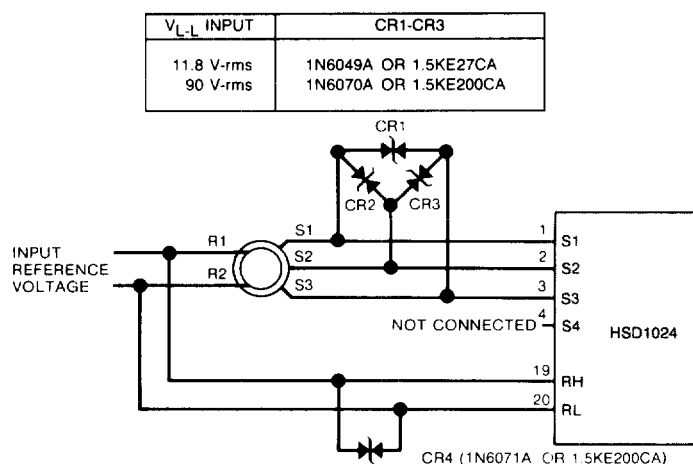 V_L-L INPUT CR1-CR3
11.8 V-rms 1N6049A OR 1.5KE27CA
90 V-rms 1N6070A OR 1.5KE200CA
CR1
CR2 CR3
S1 1 S1
R1
INPUT
REFERENCE
VOLTAGE
S2 2 S2
R2
S3 3 S3
NOT CONNECTED 4 S4
HSD1024
19 RH
20 RL
CR4 (1N6071A OR 1.5KE200CA)